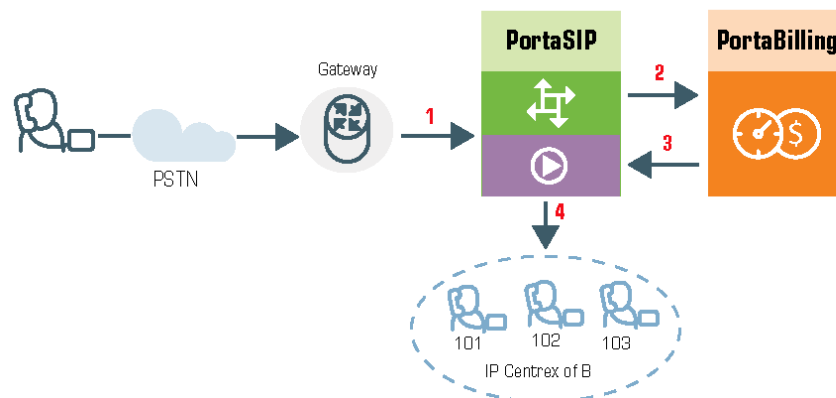 PortaSIP
PortaBilling
Gateway
1
2
3
PSTN
4
101
102
103
IP Centrex of B
$